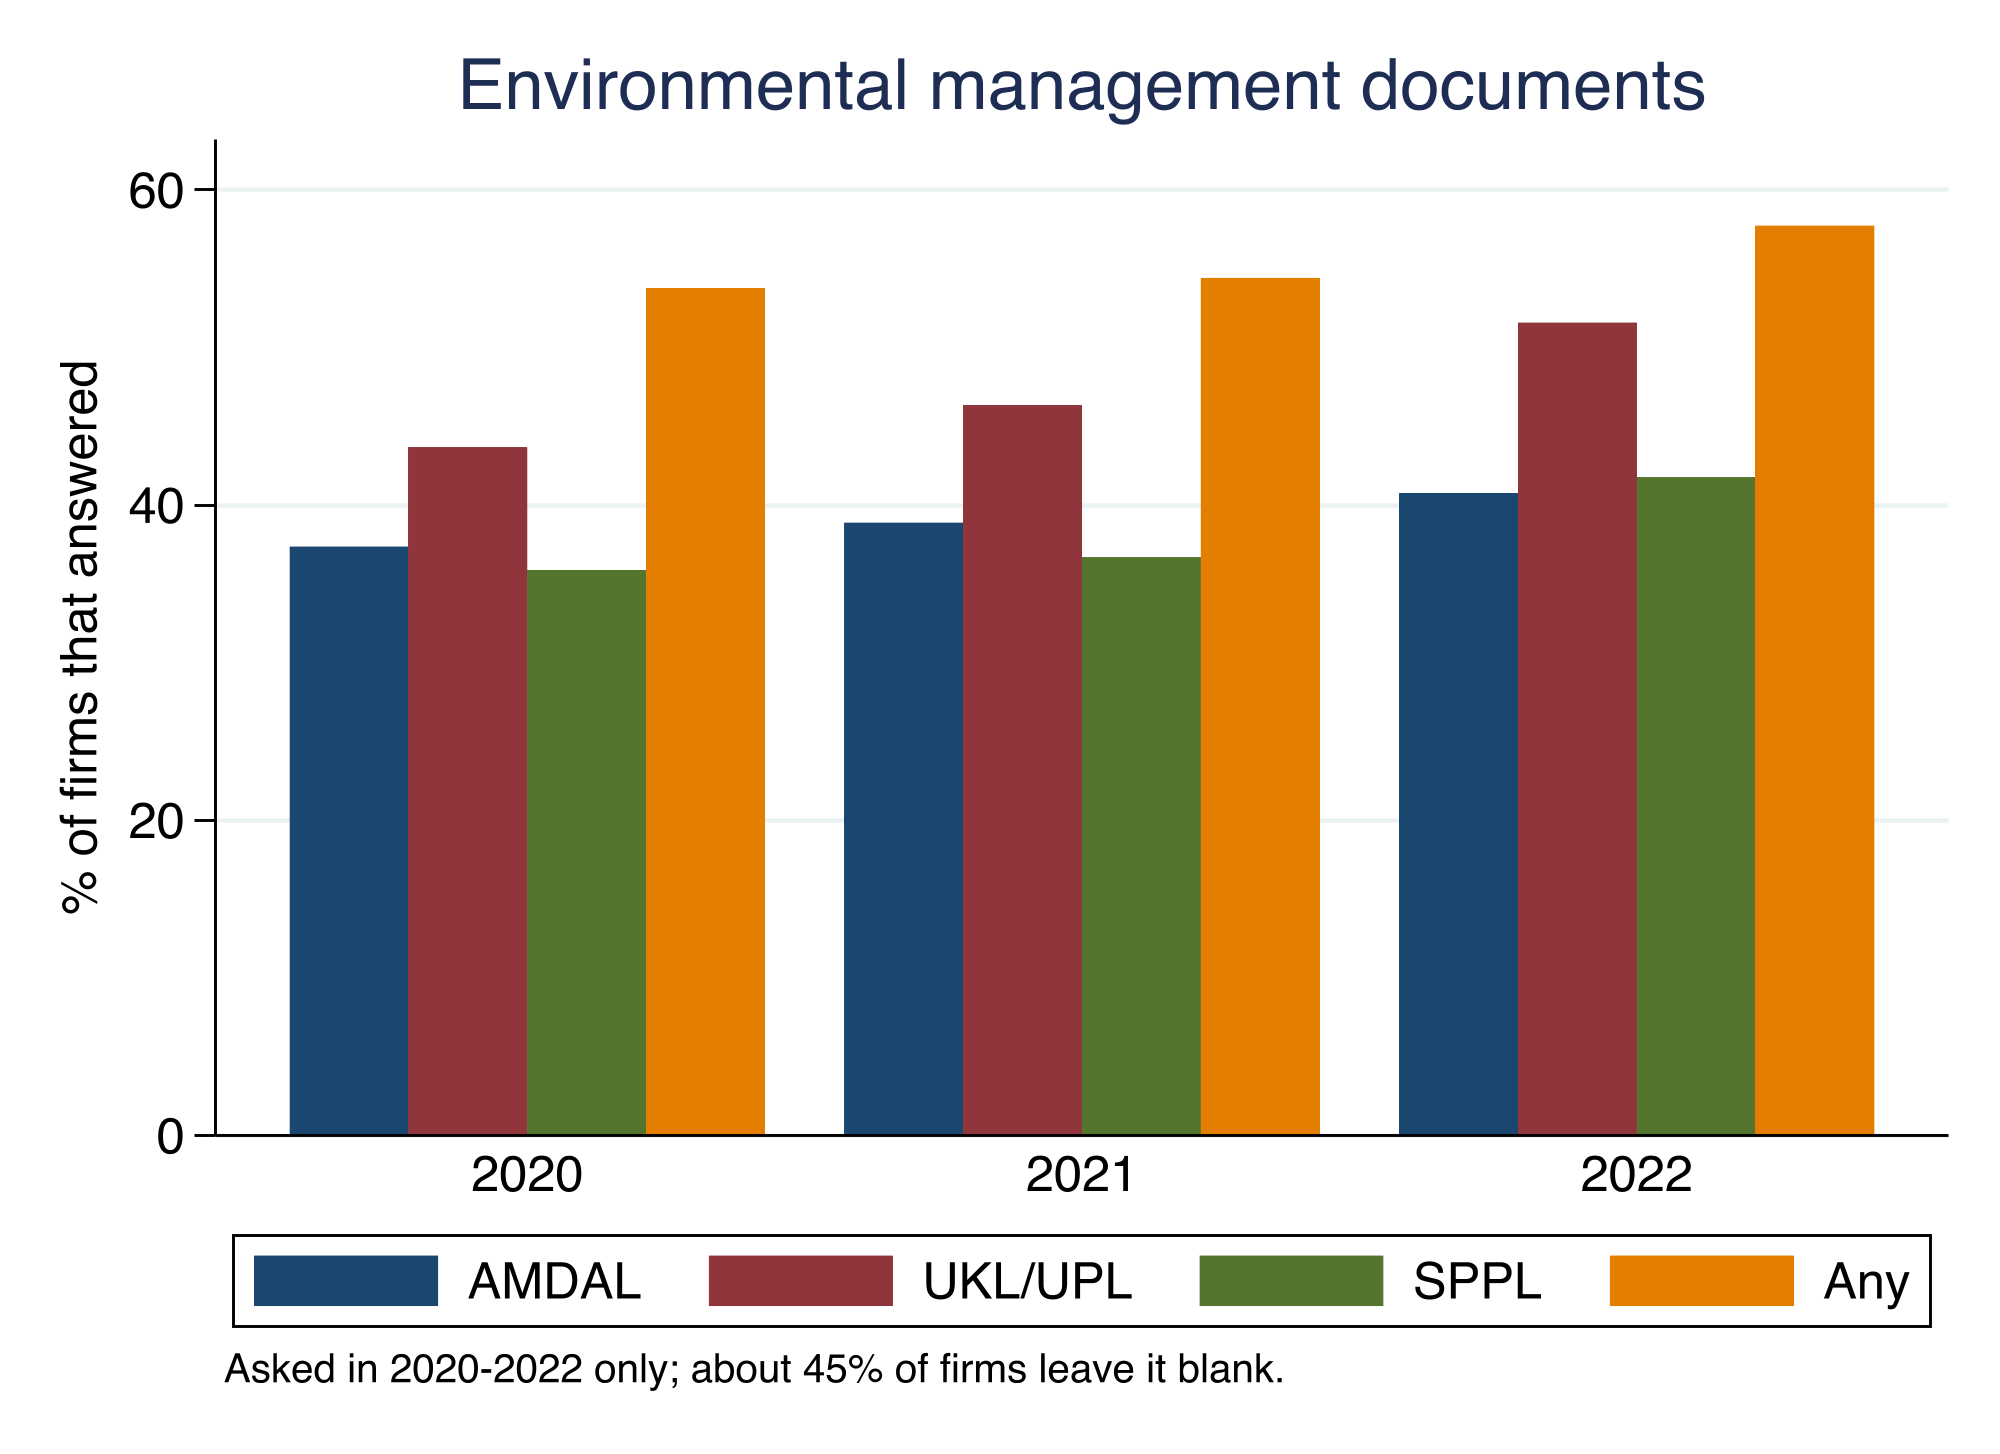 Environmental management documents
% of firms that answered
60
40
20
0
2020 2021 2022
AMDAL UKL/UPL SPPL Any
Asked in 2020-2022 only; about 45% of firms leave it blank.